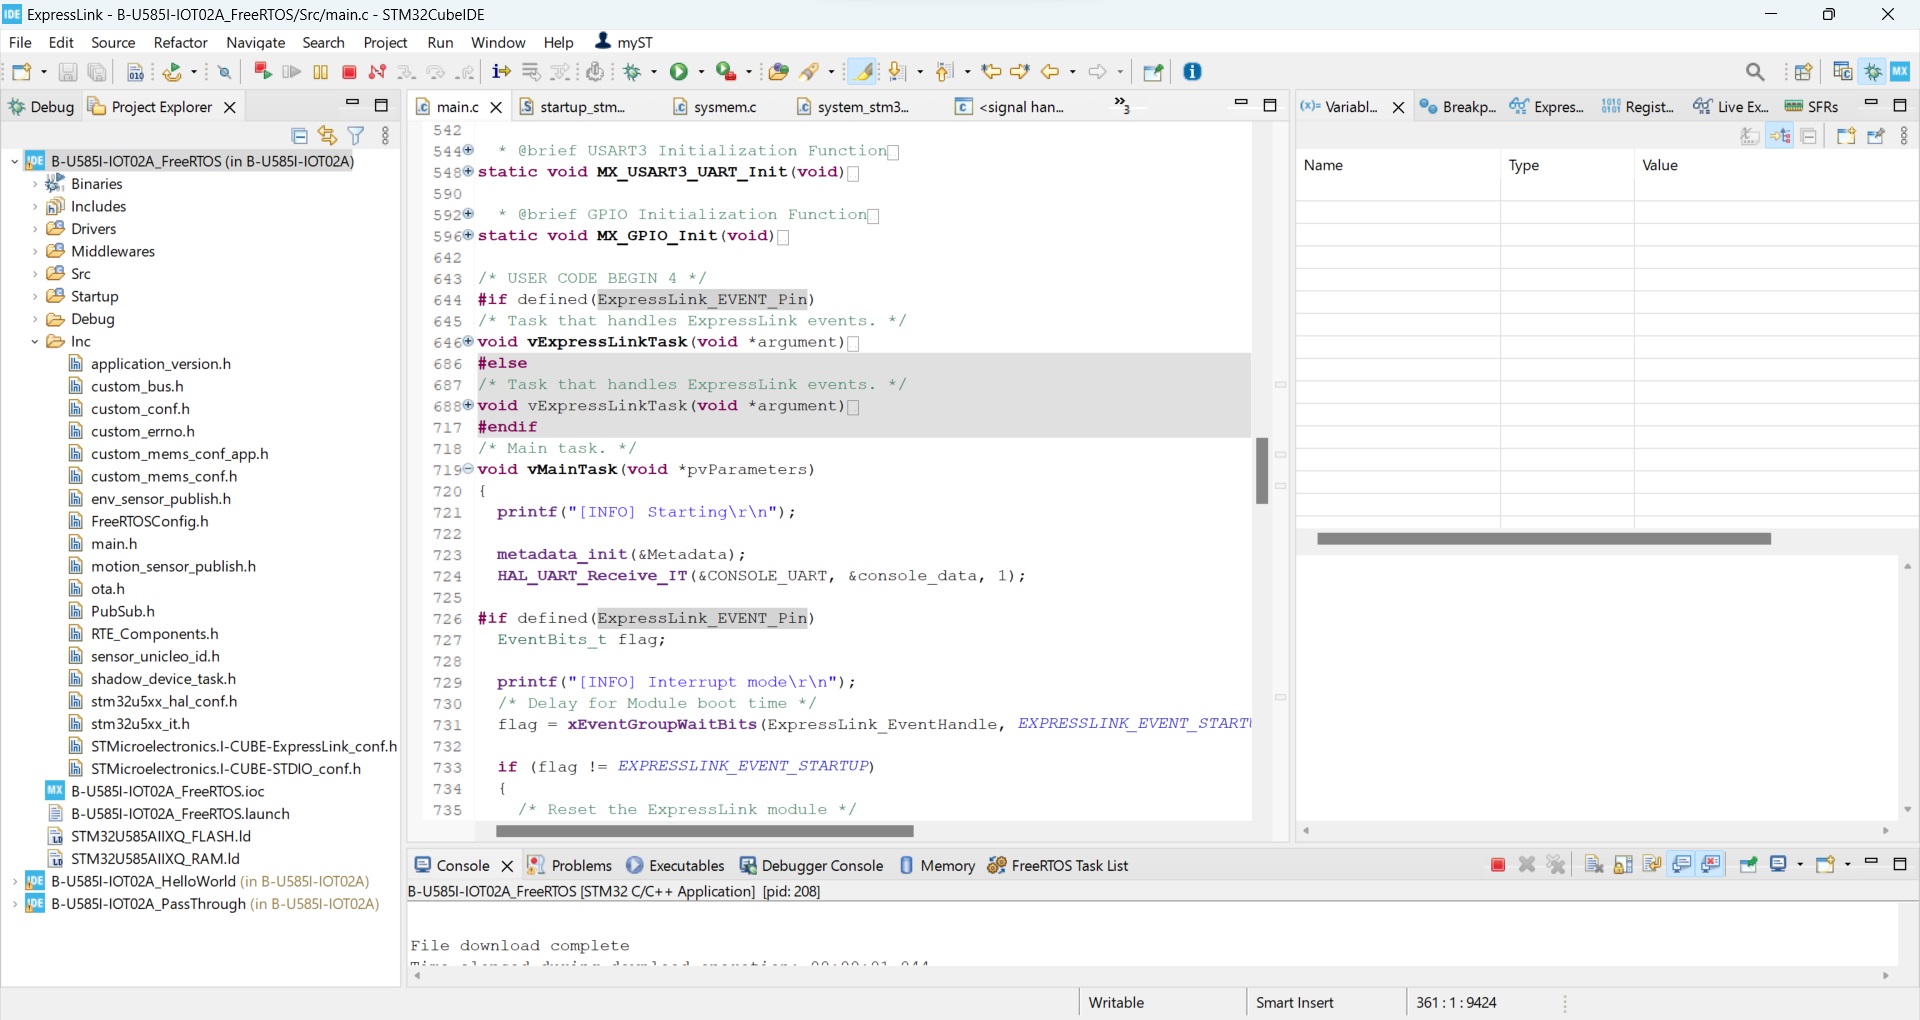 IDE ExpressLink - B-U585I-IOT02A_FreeRTOS/Src/main.c - STM32CubeIDE
File Edit Source Refactor Navigate Search Project Run Window Help myST
MX
Debug Project Explorer
B-U585I-IOT02A_FreeRTOS (in B-U585I-IOT02A)
Binaries
Includes
Drivers
Middlewares
Src
Startup
Debug
Inc
application_version.h
custom_bus.h
custom_conf.h
custom_errno.h
custom_mems_conf_app.h
custom_mems_conf.h
env_sensor_publish.h
FreeRTOSConfig.h
main.h
motion_sensor_publish.h
ota.h
PubSub.h
RTE_Components.h
sensor_unicleo_id.h
shadow_device_task.h
stm32u5xx_hal_conf.h
stm32u5xx_it.h
STMicroelectronics.I-CUBE-ExpressLink_conf.h
STMicroelectronics.I-CUBE-STDIO_conf.h
MX B-U585I-IOT02A_FreeRTOS.ioc
B-U585I-IOT02A_FreeRTOS.launch
STM32U585AIIXQ_FLASH.ld
STM32U585AIIXQ_RAM.ld
B-U585I-IOT02A_HelloWorld (in B-U585I-IOT02A)
B-U585I-IOT02A_PassThrough (in B-U585I-IOT02A)
main.c startup_stm... sysmem.c system_stm3... <signal han... »3
542
544 * @brief USART3 Initialization Function
548 static void MX_USART3_UART_Init(void)
590
592 * @brief GPIO Initialization Function
596 static void MX_GPIO_Init(void)
642
643 /* USER CODE BEGIN 4 */
644 #if defined(ExpressLink_EVENT_Pin)
645 /* Task that handles ExpressLink events. */
646 void vExpressLinkTask(void *argument)
686 #else
687 /* Task that handles ExpressLink events. */
688 void vExpressLinkTask(void *argument)
717 #endif
718 /* Main task. */
719 void vMainTask(void *pvParameters)
720 {
721 printf("[INFO] Starting\r\n");
722
723 metadata_init(&Metadata);
724 HAL_UART_Receive_IT(&CONSOLE_UART, &console_data, 1);
725
726 #if defined(ExpressLink_EVENT_Pin)
727 EventBits_t flag;
728
729 printf("[INFO] Interrupt mode\r\n");
730 /* Delay for Module boot time */
731 flag = xEventGroupWaitBits(ExpressLink_EventHandle, EXPRESSLINK_EVENT_START
732
733 if (flag != EXPRESSLINK_EVENT_STARTUP)
734 {
735 /* Reset the ExpressLink module */
(x)= Variabl... Breakp... Expres... Regist... Live Ex... SFRs
Name Type Value
Console Problems Executables Debugger Console Memory FreeRTOS Task List
B-U585I-IOT02A_FreeRTOS [STM32 C/C++ Application] [pid: 208]
File download complete
Writable Smart Insert 361 : 1 : 9424